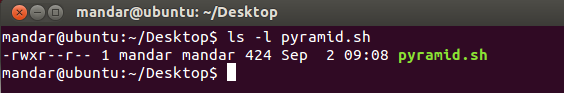 mandar@ubuntu: ~/Desktop
mandar@ubuntu:~/Desktop$ ls -l pyramid.sh
-rwxr--r-- 1 mandar mandar 424 Sep  2 09:08 pyramid.sh
mandar@ubuntu:~/Desktop$